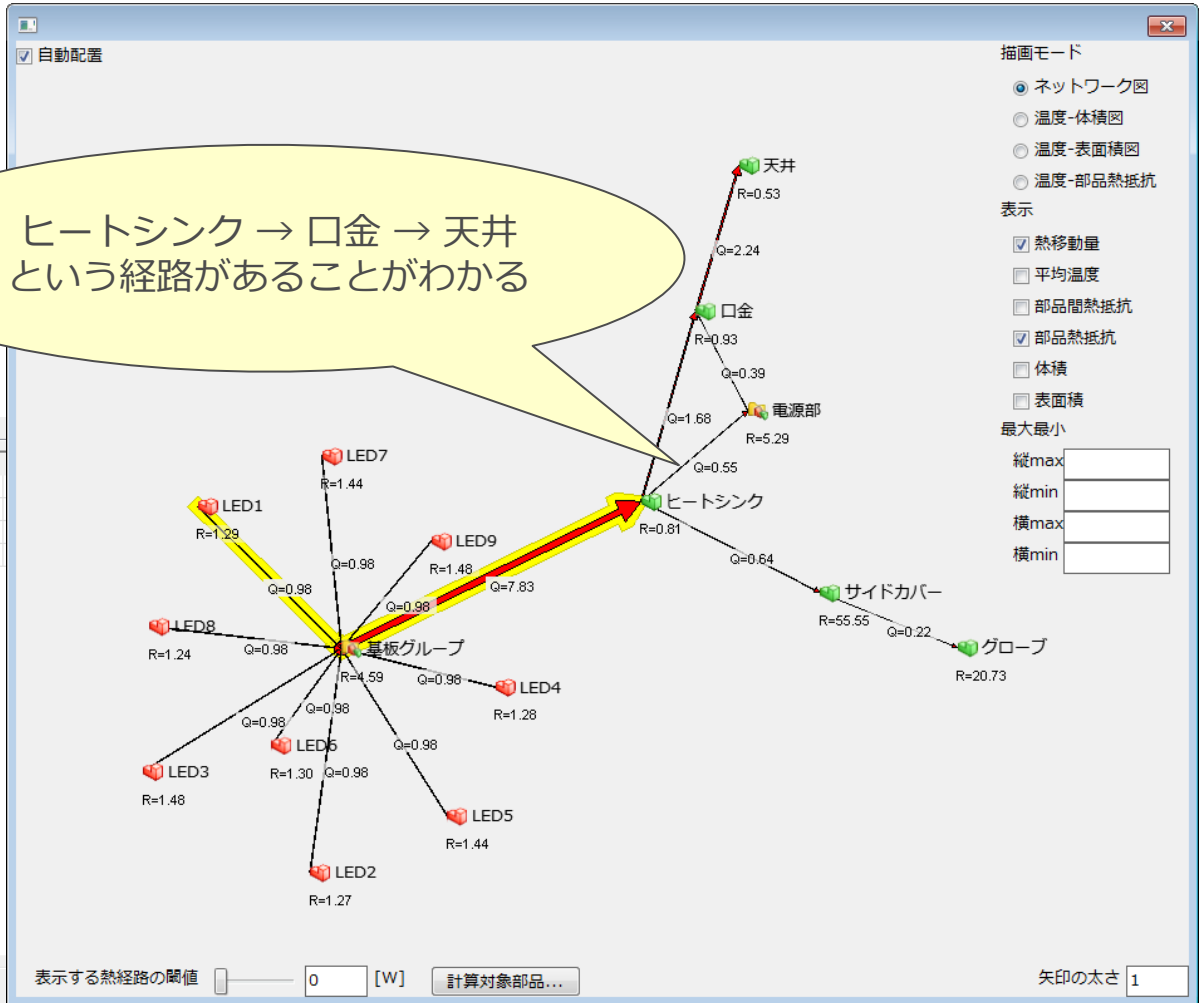 自動配置
描画モード
ネットワーク図
温度-体積図
温度-表面積図
温度-部品熱抵抗
表示
熱移動量
平均温度
部品間熱抵抗
部品熱抵抗
体積
表面積
最大最小
縦max
縦min
横max
横min
ヒートシンク → 口金 → 天井
という経路があることがわかる
天井
R=0.53
Q=2.24
口金
R=0.93
Q=0.39
電源部
R=5.29
Q=1.68
Q=0.55
ヒートシンク
R=0.81
Q=0.64
サイドカバー
R=55.55
Q=0.22
グローブ
R=20.73
LED7
R=1.44
LED1
R=1.29
LED9
R=1.48
Q=0.98
Q=7.83
Q=0.98
Q=0.98
LED8
R=1.24
Q=0.98
基板グループ
R=4.59
Q=0.98
LED4
R=1.28
Q=0.98
Q=0.98
LED6
R=1.30
Q=0.98
Q=0.98
LED3
R=1.48
LED5
R=1.44
LED2
R=1.27
表示する熱経路の閾値
0
[W]
計算対象部品...
矢印の太さ
1